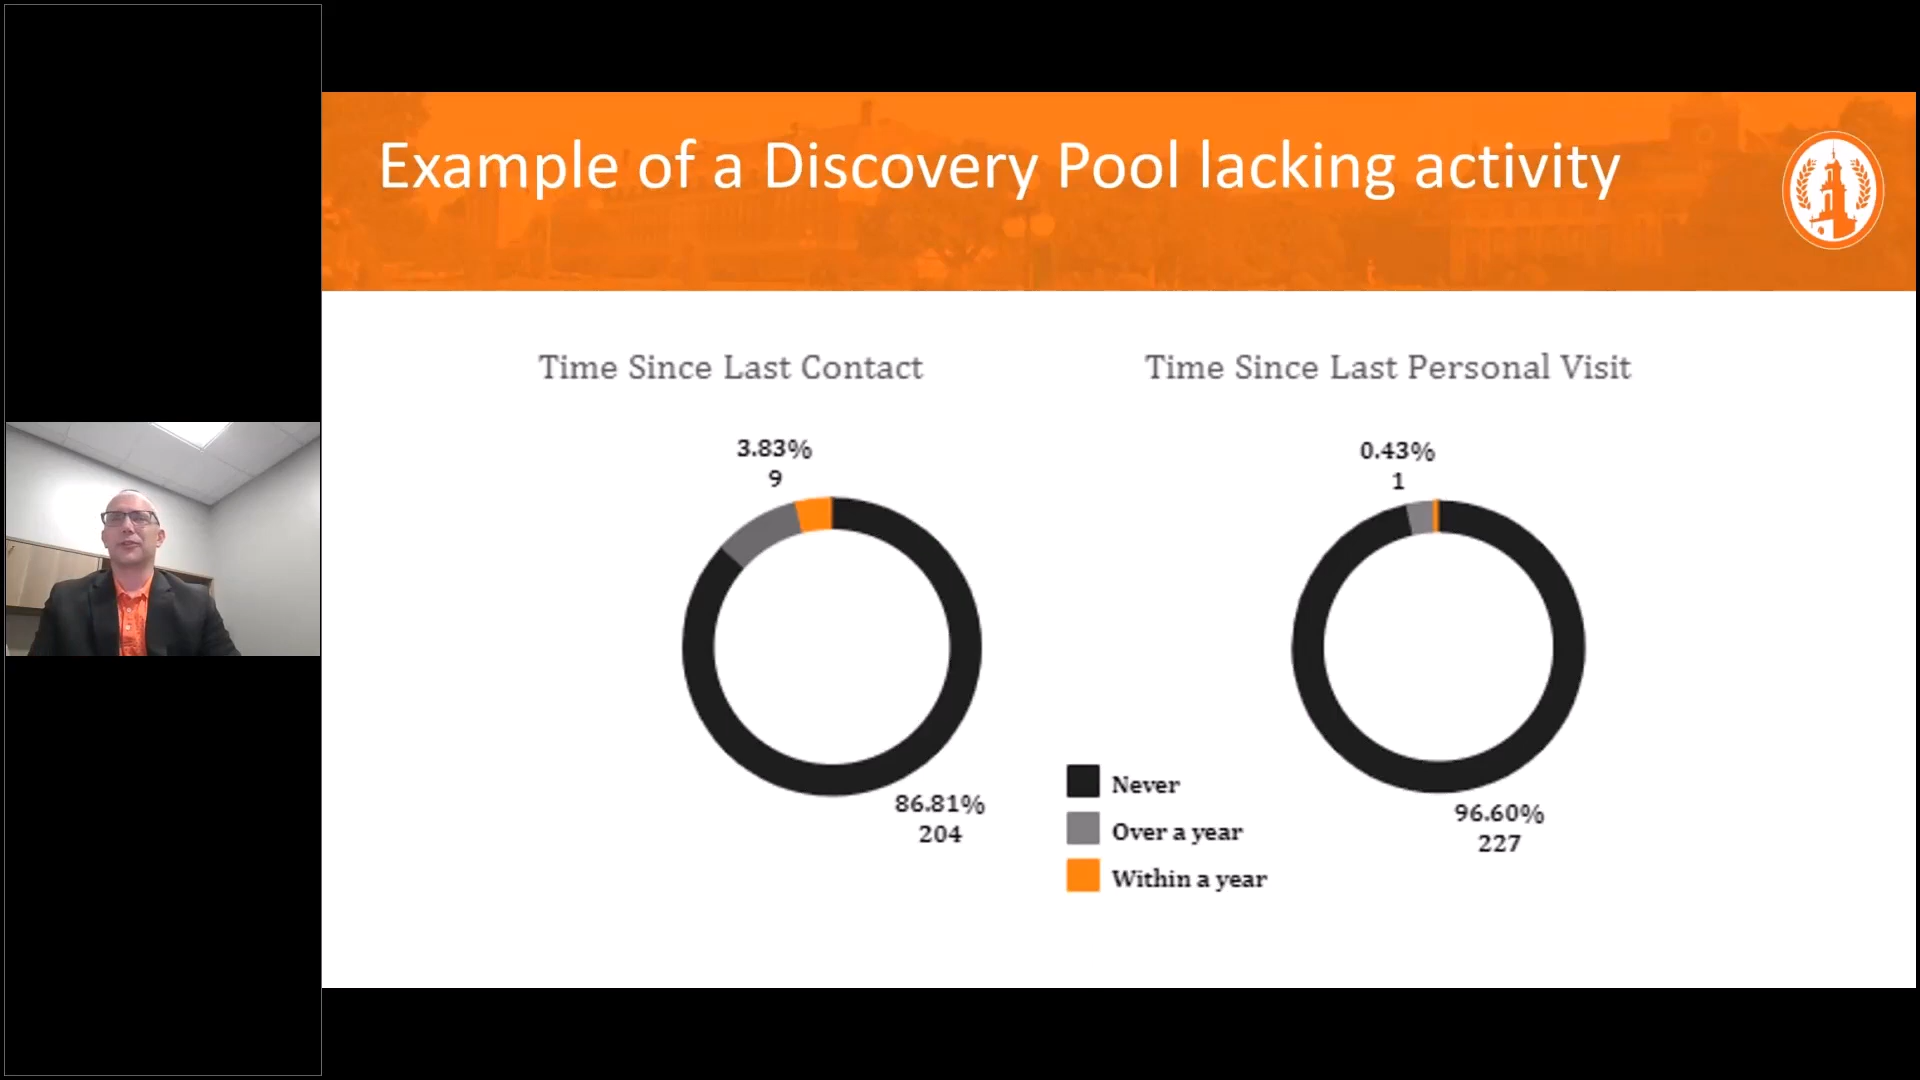 Example of a Discovery Pool lacking activity
Time Since Last Contact
3.83%
9
86.81%
204
Time Since Last Personal Visit
0.43%
1
96.60%
227
Never
Over a year
Within a year